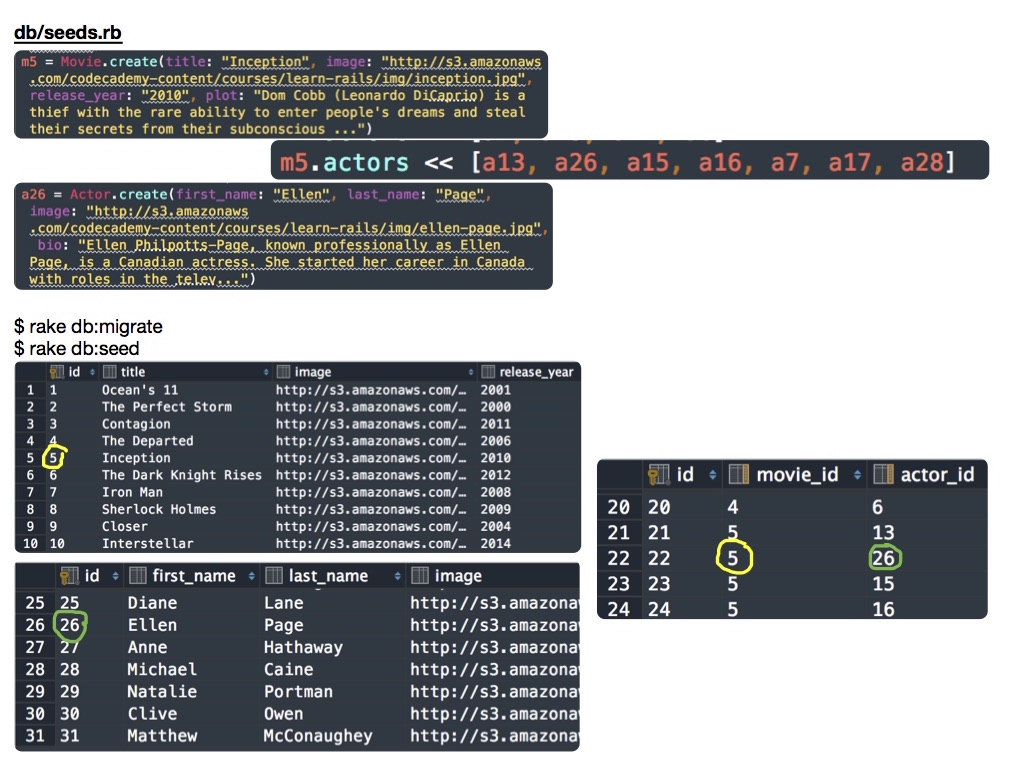 db/seeds.rb
m5 = Movie.create(title: "Inception", image: "http://s3.amazonaws
.com/codecademy-content/courses/learn-rails/img/inception.jpg",
release_year: "2010", plot: "Dom Cobb (Leonardo DiCaprio) is a
thief with the rare ability to enter people's dreams and steal
their secrets from their subconscious ...")
m5.actors << [a13, a26, a15, a16, a7, a17, a28]
a26 = Actor.create(first_name: "Ellen", last_name: "Page",
image: "http://s3.amazonaws
.com/codecademy-content/courses/learn-rails/img/ellen-page.jpg",
bio: "Ellen Philpotts-Page, known professionally as Ellen
Page, is a Canadian actress. She started her career in Canada
with roles in the telev...")
$ rake db:migrate
$ rake db:seed
id title image release_year
1 1 Ocean's 11 http://s3.amazonaws.com/… 2001
2 2 The Perfect Storm http://s3.amazonaws.com/… 2000
3 3 Contagion http://s3.amazonaws.com/… 2011
4 4 The Departed http://s3.amazonaws.com/… 2006
5 5 Inception http://s3.amazonaws.com/… 2010
6 6 The Dark Knight Rises http://s3.amazonaws.com/… 2012
7 7 Iron Man http://s3.amazonaws.com/… 2008
8 8 Sherlock Holmes http://s3.amazonaws.com/… 2009
9 9 Closer http://s3.amazonaws.com/… 2004
10 10 Interstellar http://s3.amazonaws.com/… 2014
id movie_id actor_id
20 20 4 6
21 21 5 13
22 22 5 26
23 23 5 15
24 24 5 16
id first_name last_name image
25 25 Diane Lane http://s3.amazona
26 26 Ellen Page http://s3.amazona
27 27 Anne Hathaway http://s3.amazona
28 28 Michael Caine http://s3.amazona
29 29 Natalie Portman http://s3.amazona
30 30 Clive Owen http://s3.amazona
31 31 Matthew McConaughey http://s3.amazona